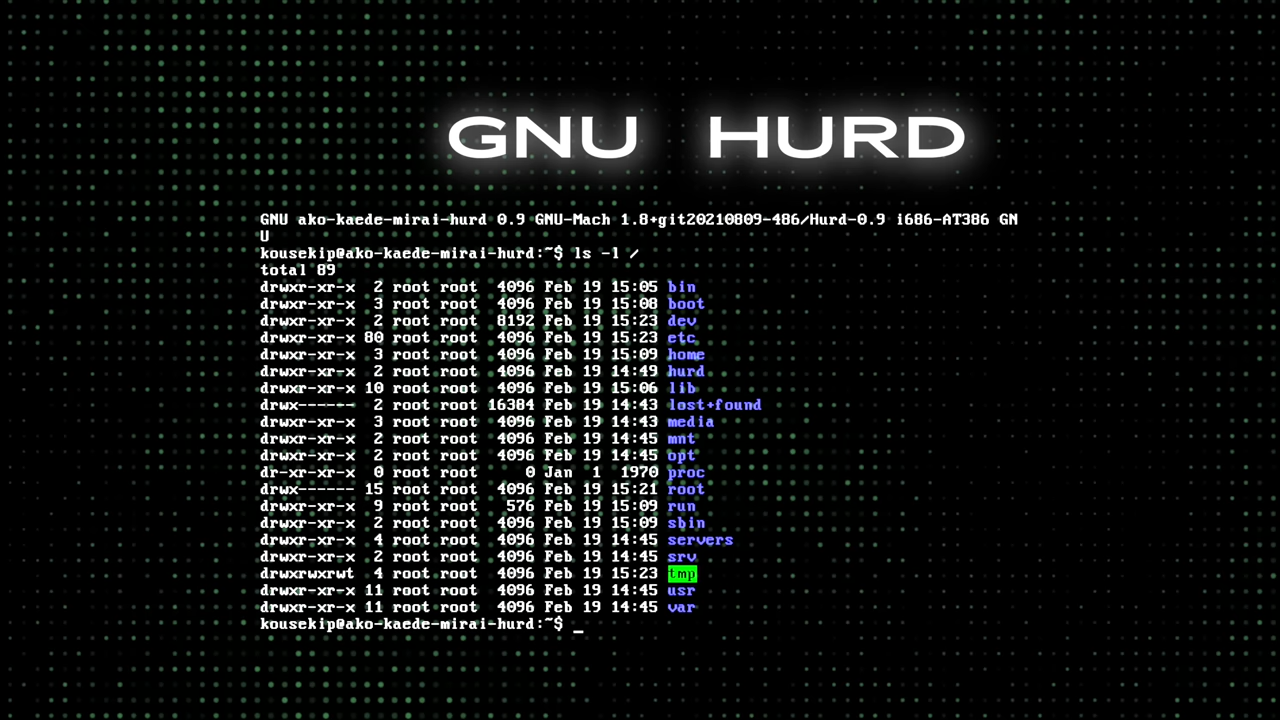 GNU HURD
GNU ako-kaede-mirai-hurd 0.9 GNU-Mach 1.8+git20210809-486/Hurd-0.9 i686-AT386 GN
U
kousekip@ako-kaede-mirai-hurd:~$ ls -l /
total 89
drwxr-xr-x  2 root root  4096 Feb 19 15:05 bin
drwxr-xr-x  3 root root  4096 Feb 19 15:08 boot
drwxr-xr-x  2 root root  8192 Feb 19 15:23 dev
drwxr-xr-x 80 root root  4096 Feb 19 15:23 etc
drwxr-xr-x  3 root root  4096 Feb 19 15:09 home
drwxr-xr-x  2 root root  4096 Feb 19 14:49 hurd
drwxr-xr-x 10 root root  4096 Feb 19 15:06 lib
drwx------  2 root root 16384 Feb 19 14:43 lost+found
drwxr-xr-x  3 root root  4096 Feb 19 14:43 media
drwxr-xr-x  2 root root  4096 Feb 19 14:45 mnt
drwxr-xr-x  2 root root  4096 Feb 19 14:45 opt
dr-xr-xr-x  0 root root     0 Jan  1  1970 proc
drwx------ 15 root root  4096 Feb 19 15:21 root
drwxr-xr-x  9 root root   576 Feb 19 15:09 run
drwxr-xr-x  2 root root  4096 Feb 19 15:09 sbin
drwxr-xr-x  4 root root  4096 Feb 19 14:45 servers
drwxr-xr-x  2 root root  4096 Feb 19 14:45 srv
drwxrwxrwt  4 root root  4096 Feb 19 15:23 tmp
drwxr-xr-x 11 root root  4096 Feb 19 14:45 usr
drwxr-xr-x 11 root root  4096 Feb 19 14:45 var
kousekip@ako-kaede-mirai-hurd:~$ _